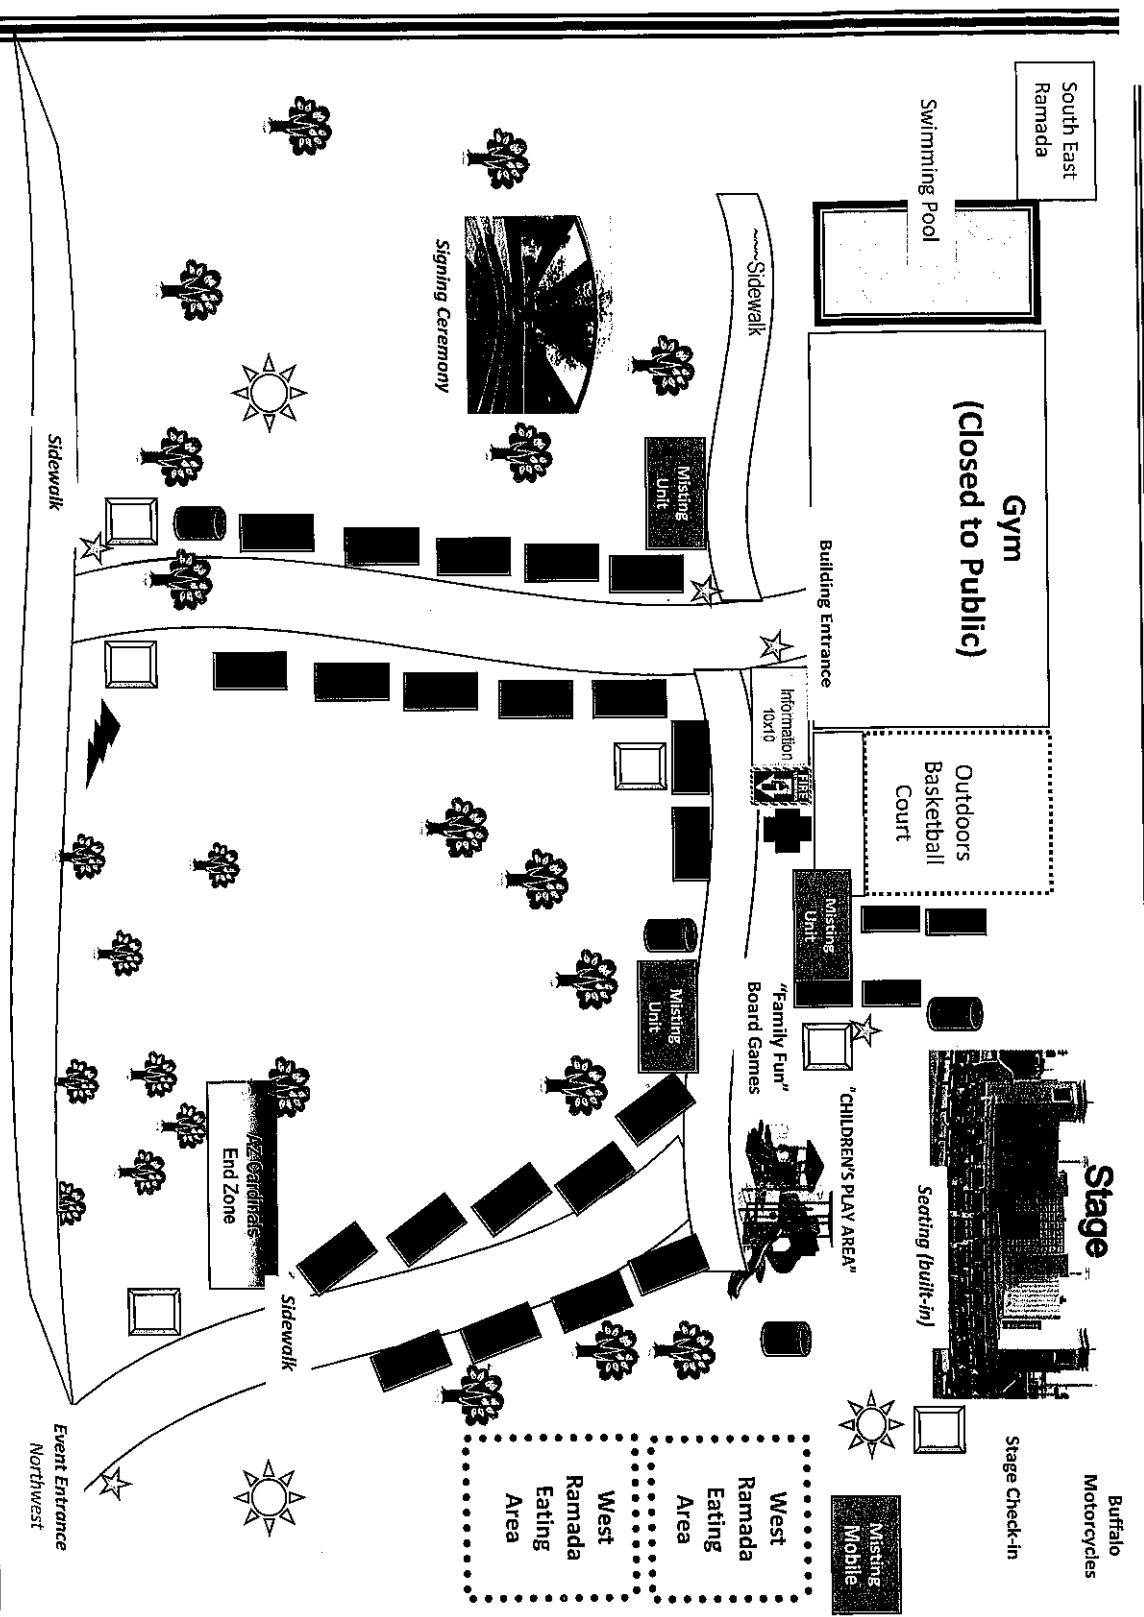 South East
Ramada
Swimming Pool
~~~Sidewalk
Gym
(Closed to Public)
Building Entrance
Outdoors
Basketball
Court
Information
10x10
FIRE
Misting
Unit
Signing Ceremony
Sidewalk
Misting
Unit
Misting
Unit
"Family Fun"
Board Games
"CHILDREN'S PLAY AREA"
Stage
Seating (built-in)
Stage Check-in
Buffalo
Motorcycles
Misting
Mobile
West
Ramada
Eating
Area
West
Ramada
Eating
Area
AZ Cardinals
End Zone
Sidewalk
Event Entrance
Northwest